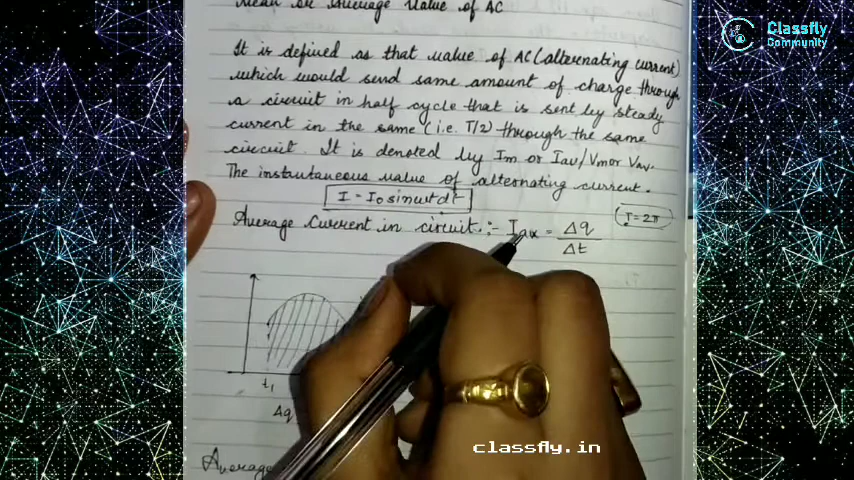 Mean or Average Value of AC
Classfly
Community
It is defined as that value of AC (alternating current)
which would send same amount of charge through
a circuit in half cycle that is sent by steady
current in the same (i.e. T/2) through the same
circuit. It is denoted by Im or Iav/Vm or Vav.
The instantaneous value of alternating current.
I = I₀ sinωt dt
Average Current in circuit :- Iav = Δq/Δt
T = 2π
t₁
Δq
Average
classfly.in